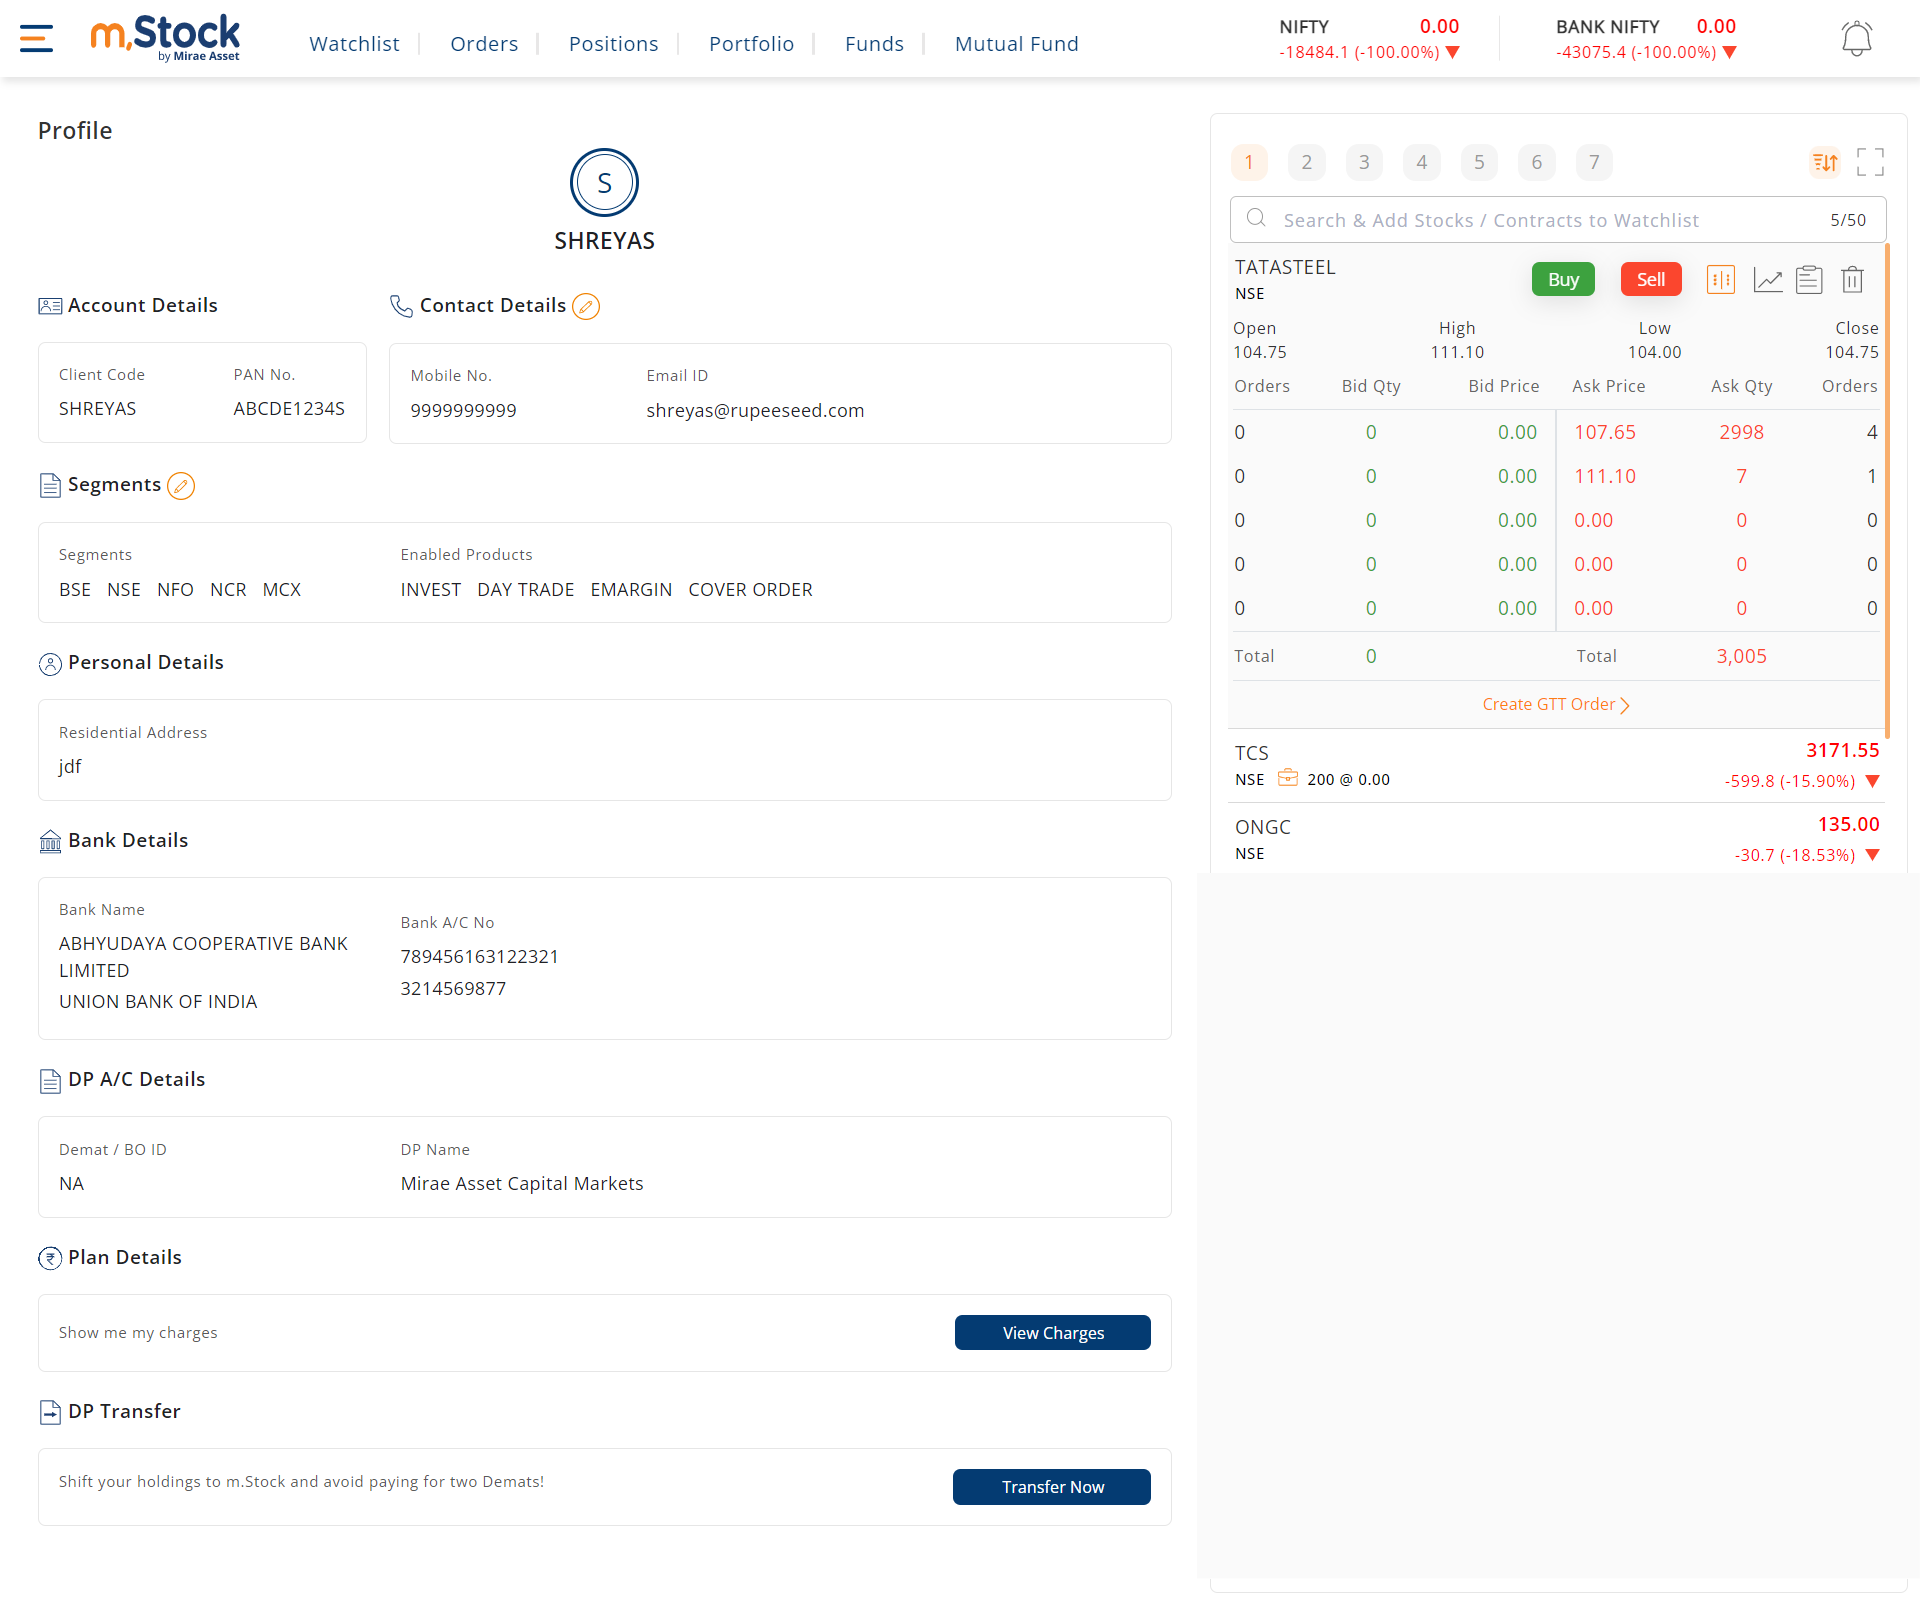 m.Stock
by Mirae Asset
Watchlist
Orders
Positions
Portfolio
Funds
Mutual Fund
NIFTY 0.00
-18484.1 (-100.00%)
BANK NIFTY 0.00
-43075.4 (-100.00%)
Profile
S
SHREYAS
Account Details
Client Code PAN No.
SHREYAS ABCDE1234S
Contact Details
Mobile No. Email ID
9999999999 shreyas@rupeeseed.com
Segments
Segments Enabled Products
BSE NSE NFO NCR MCX INVEST DAY TRADE EMARGIN COVER ORDER
Personal Details
Residential Address
jdf
Bank Details
Bank Name
ABHYUDAYA COOPERATIVE BANK
LIMITED
UNION BANK OF INDIA
Bank A/C No
789456163122321
3214569877
DP A/C Details
Demat / BO ID DP Name
NA Mirae Asset Capital Markets
Plan Details
Show me my charges View Charges
DP Transfer
Shift your holdings to m.Stock and avoid paying for two Demats! Transfer Now
1 2 3 4 5 6 7
Search & Add Stocks / Contracts to Watchlist 5/50
TATASTEEL
NSE
Buy Sell
Open High Low Close
104.75 111.10 104.00 104.75
Orders Bid Qty Bid Price Ask Price Ask Qty Orders
0 0 0.00 107.65 2998 4
0 0 0.00 111.10 7 1
0 0 0.00 0.00 0 0
0 0 0.00 0.00 0 0
0 0 0.00 0.00 0 0
Total 0 Total 3,005
Create GTT Order
TCS 3171.55
NSE 200 @ 0.00 -599.8 (-15.90%)
ONGC 135.00
NSE -30.7 (-18.53%)